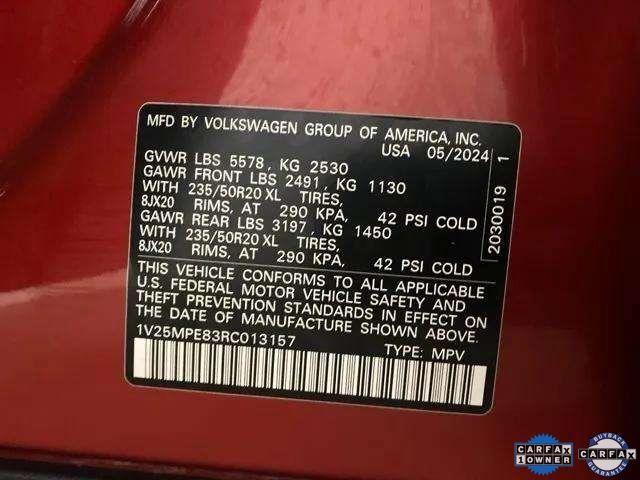 MFD BY VOLKSWAGEN GROUP OF AMERICA, INC.
USA 05/2024
GVWR LBS 5578, KG 2530
GAWR FRONT LBS 2491, KG 1130
WITH 235/50R20 XL TIRES,
8JX20 RIMS, AT 290 KPA, 42 PSI COLD
GAWR REAR LBS 3197, KG 1450
WITH 235/50R20 XL TIRES,
8JX20 RIMS, AT 290 KPA, 42 PSI COLD
THIS VEHICLE CONFORMS TO ALL APPLICABLE
U.S. FEDERAL MOTOR VEHICLE SAFETY AND
THEFT PREVENTION STANDARDS IN EFFECT ON
THE DATE OF MANUFACTURE SHOWN ABOVE.
1V25MPE83RC013157 TYPE: MPV
2030019 1
CARFAX
1 OWNER
BUYBACK
CARFAX
GUARANTEE